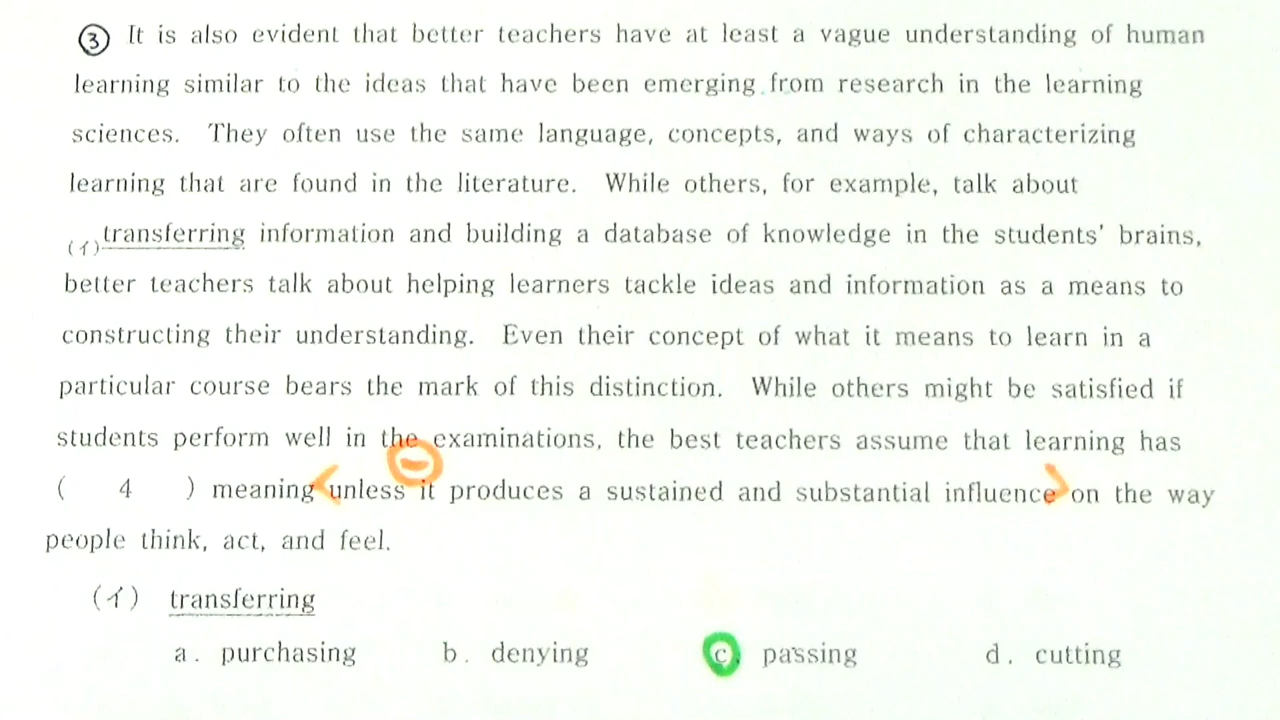 ③ It is also evident that better teachers have at least a vague understanding of human
learning similar to the ideas that have been emerging from research in the learning
sciences. They often use the same language, concepts, and ways of characterizing
learning that are found in the literature. While others, for example, talk about
(イ)transferring information and building a database of knowledge in the students' brains,
better teachers talk about helping learners tackle ideas and information as a means to
constructing their understanding. Even their concept of what it means to learn in a
particular course bears the mark of this distinction. While others might be satisfied if
students perform well in the examinations, the best teachers assume that learning has
( 4 ) meaning <unless it produces a sustained and substantial influence> on the way
people think, act, and feel.
(イ) transferring
a. purchasing b. denying c. passing d. cutting